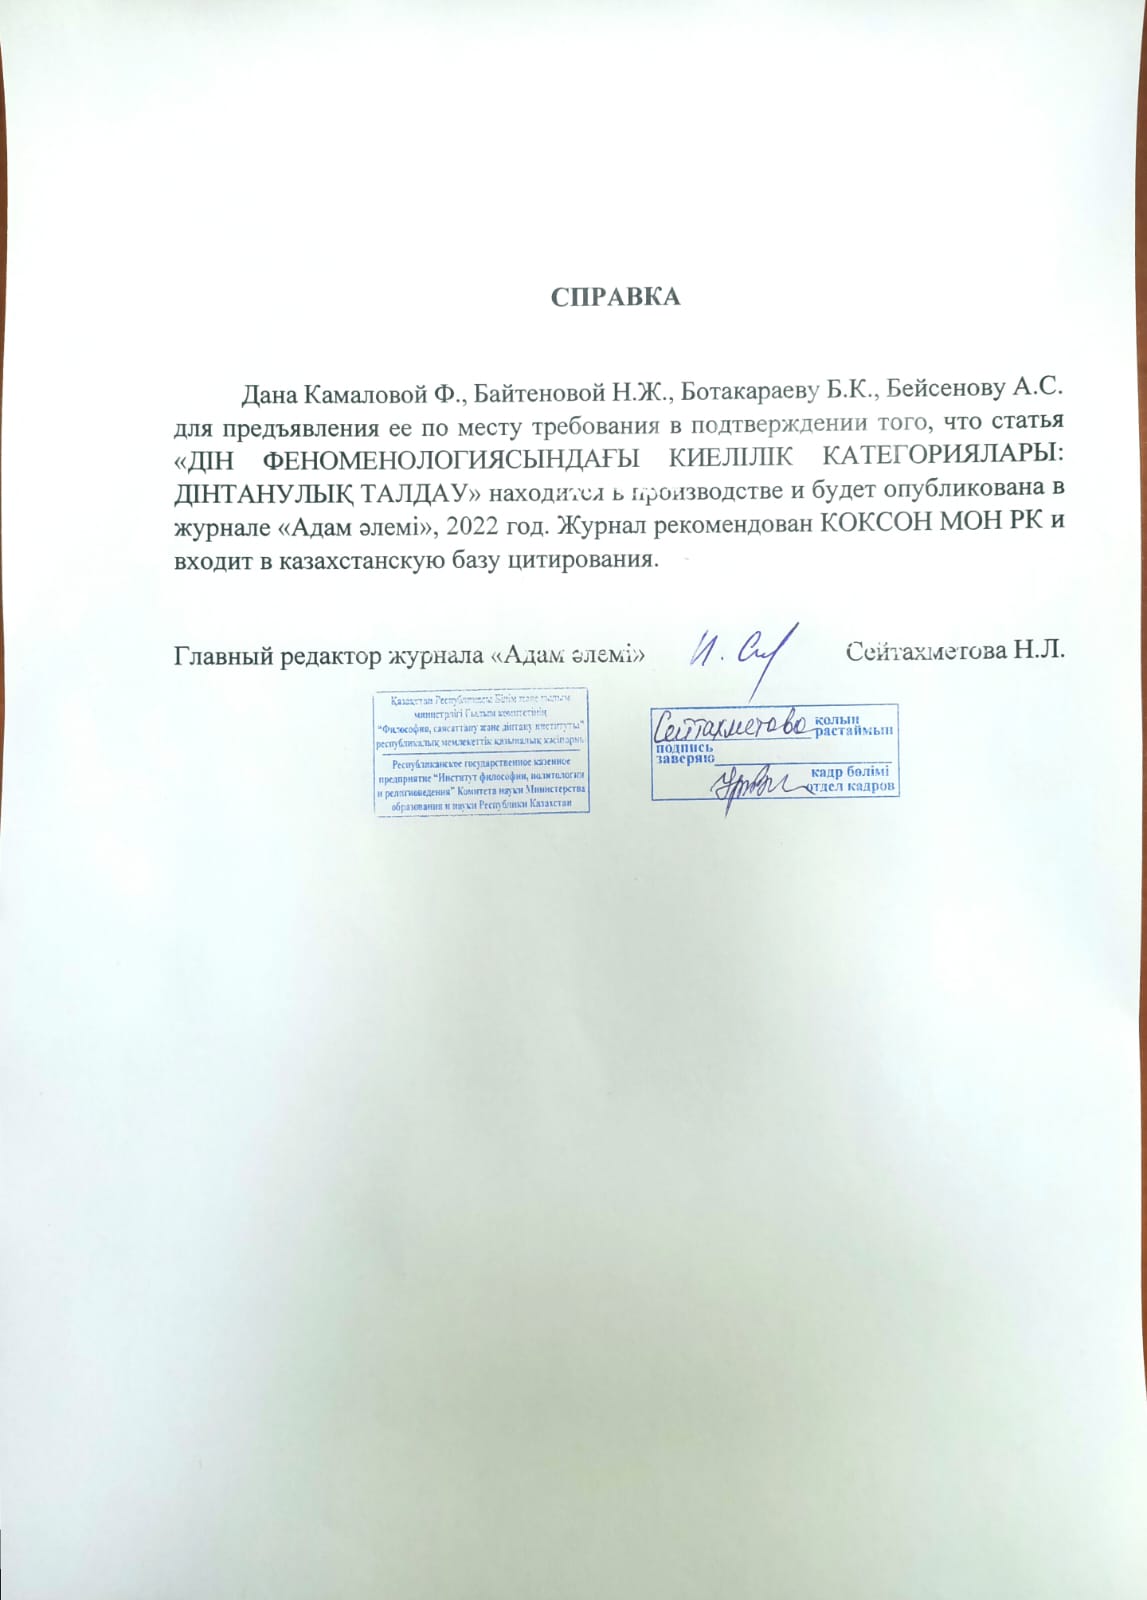 СПРАВКА
Дана Камаловой Ф., Байтеновой Н.Ж., Ботакараеву Б.К., Бейсенову А.С.
для предъявления ее по месту требования в подтверждении того, что статья
«ДІН ФЕНОМЕНОЛОГИЯСЫНДАҒЫ КИЕЛІЛІК КАТЕГОРИЯЛАРЫ:
ДІНТАНУЛЫҚ ТАЛДАУ» находится в производстве и будет опубликована в
журнале «Адам әлемі», 2022 год. Журнал рекомендован КОКСОН МОН РК и
входит в казахстанскую базу цитирования.
Главный редактор журнала «Адам әлемі» Сейтахметова Н.Л.
Қазақстан Республикасы Білім және ғылым
министрлігі Ғылым комитетінің
"Философия, саясаттану және дінтану институты"
республикалық мемлекеттік қазыналық кәсіпорны
Республиканское государственное казенное
предприятие "Институт философии, политологии
и религиоведения" Комитета науки Министерства
образования и науки Республики Казахстан
Сейтахметова қолын
растаймын
подпись
заверяю
кадр бөлімі
отдел кадров